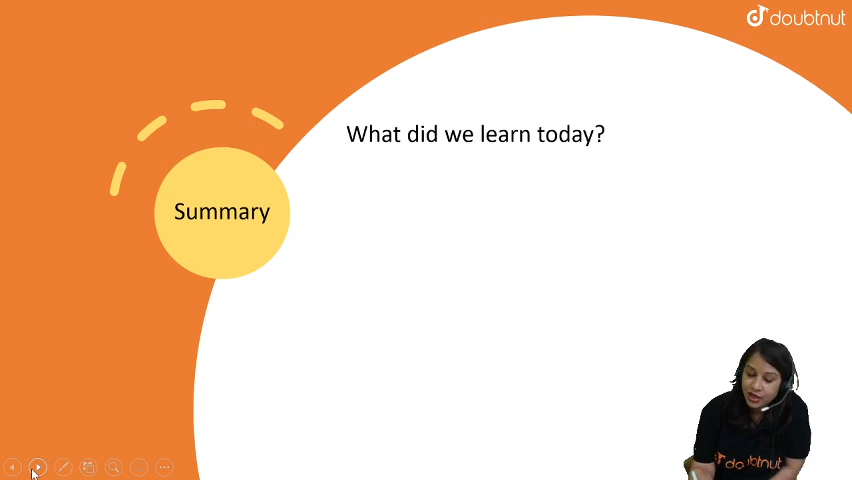 doubtnut
What did we learn today?
Summary
doubtnut